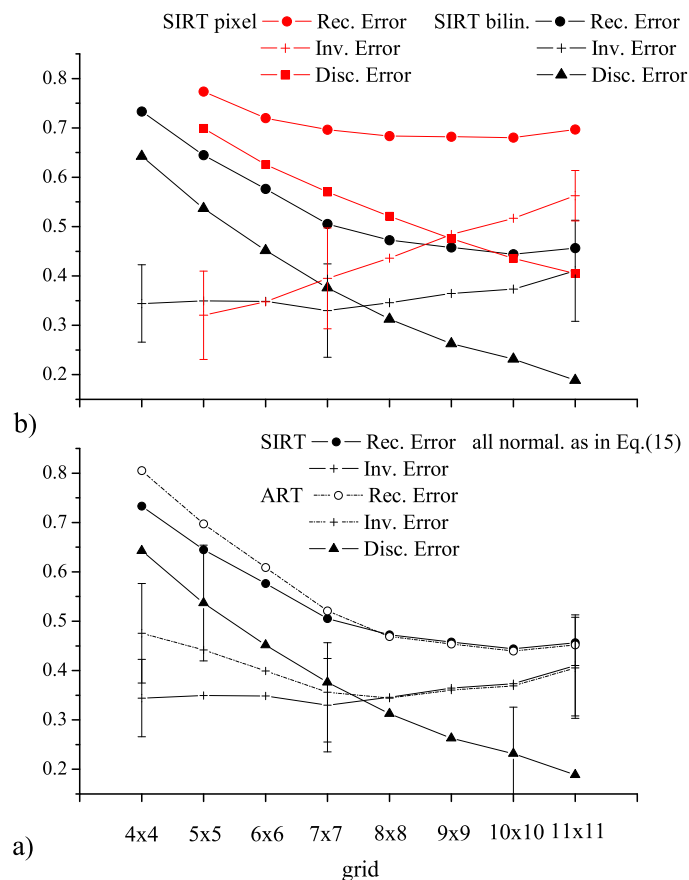 SIRT pixel Rec. Error SIRT bilin. Rec. Error
Inv. Error Inv. Error
Disc. Error Disc. Error
0.8
0.7
0.6
0.5
0.4
0.3
0.2
b)
SIRT Rec. Error all normal. as in Eq.(15)
Inv. Error
ART Rec. Error
Inv. Error
Disc. Error
0.8
0.7
0.6
0.5
0.4
0.3
0.2
4x4 5x5 6x6 7x7 8x8 9x9 10x10 11x11
a)
grid